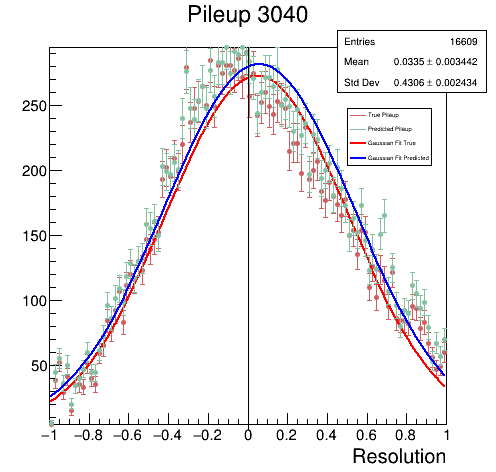 Pileup 3040
Entries 16609
Mean 0.0335 ± 0.003442
Std Dev 0.4306 ± 0.002434
True Pileup
Predicted Pileup
Gaussian Fit True
Gaussian Fit Predicted
250
200
150
100
50
−1 −0.8 −0.6 −0.4 −0.2 0 0.2 0.4 0.6 0.8 1
Resolution